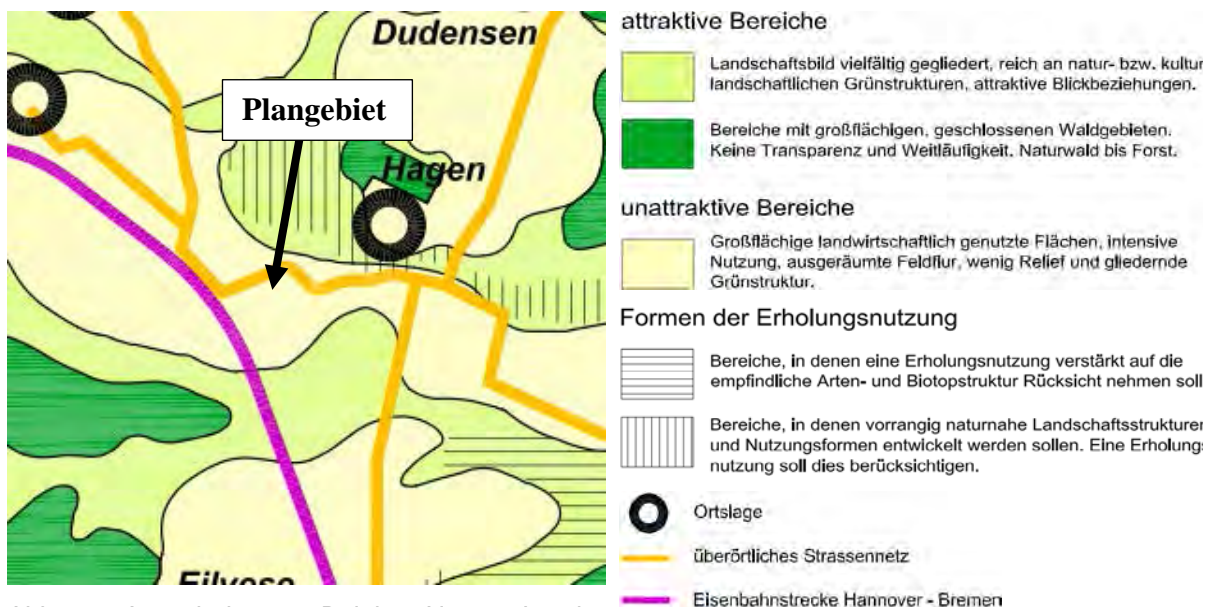 Dudensen
Plangebiet
Hagen
attraktive Bereiche
Landschaftsbild vielfältig gegliedert, reich an natur- bzw. kultur
landschaftlichen Grünstrukturen, attraktive Blickbeziehungen.
Bereiche mit großflächigen, geschlossenen Waldgebieten.
Keine Transparenz und Weitläufigkeit. Naturwald bis Forst.
unattraktive Bereiche
Großflächige landwirtschaftlich genutzte Flächen, intensive
Nutzung, ausgeräumte Feldflur, wenig Relief und gliedernde
Grünstruktur.
Formen der Erholungsnutzung
Bereiche, in denen eine Erholungsnutzung verstärkt auf die
empfindliche Arten- und Biotopstruktur Rücksicht nehmen soll
Bereiche, in denen vorrangig naturnahe Landschaftsstrukturen
und Nutzungsformen entwickelt werden sollen. Eine Erholungs
nutzung soll dies berücksichtigen.
Ortslage
überörtliches Strassennetz
Eisenbahnstrecke Hannover - Bremen